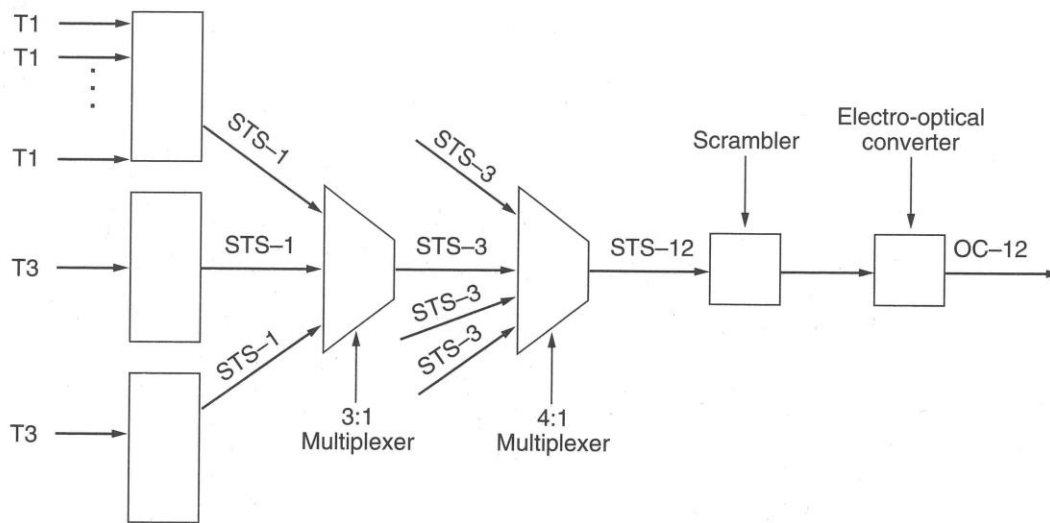 T1
T1
T1
T3
T3
STS–1
STS–1
STS–1
3:1
Multiplexer
STS–3
STS–3
STS–3
STS–3
4:1
Multiplexer
STS–12
Scrambler
Electro-optical
converter
OC–12